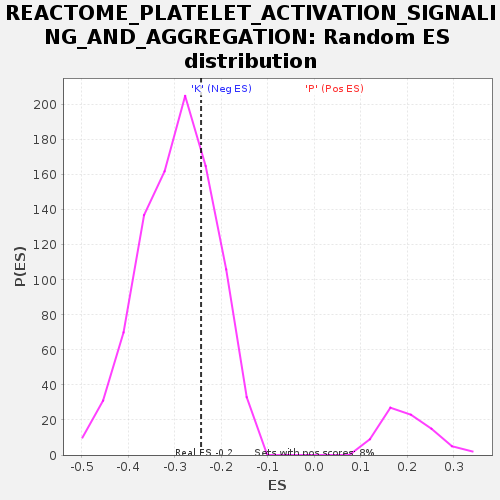 REACTOME_PLATELET_ACTIVATION_SIGNALI
NG_AND_AGGREGATION: Random ES
distribution
'K' (Neg ES) 'P' (Pos ES)
200
180
160
140
120
100
80
60
40
20
0
P(ES)
Real ES -0.2 Sets with pos scores: 8%
-0.5 -0.4 -0.3 -0.2 -0.1 0.0 0.1 0.2 0.3
ES